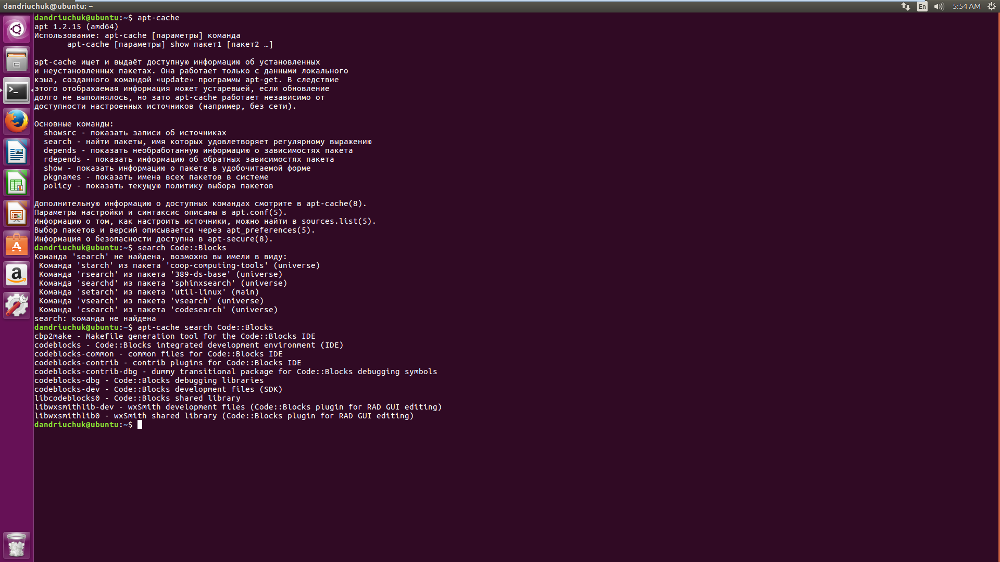 dandriuchuk@ubuntu: ~
En
5:54 AM
dandriuchuk@ubuntu:~$ apt-cache
apt 1.2.15 (amd64)
Использование: apt-cache [параметры] команда
       apt-cache [параметры] show пакет1 [пакет2 …]
apt-cache ищет и выдаёт доступную информацию об установленных
и неустановленных пакетах. Она работает только с данными локального
кэша, созданного командой «update» программы apt-get. В следствие
этого отображаемая информация может устаревшей, если обновление
долго не выполнялось, но зато apt-cache работает независимо от
доступности настроенных источников (например, без сети).
Основные команды:
  showsrc - показать записи об источниках
  search - найти пакеты, имя которых удовлетворяет регулярному выражению
  depends - показать необработанную информацию о зависимостях пакета
  rdepends - показать информацию об обратных зависимостях пакета
  show - показать информацию о пакете в удобочитаемой форме
  pkgnames - показать имена всех пакетов в системе
  policy - показать текущую политику выбора пакетов
Дополнительную информацию о доступных командах смотрите в apt-cache(8).
Параметры настройки и синтаксис описаны в apt.conf(5).
Информацию о том, как настроить источники, можно найти в sources.list(5).
Выбор пакетов и версий описывается через apt_preferences(5).
Информация о безопасности доступна в apt-secure(8).
dandriuchuk@ubuntu:~$ search Code::Blocks
Команда 'search' не найдена, возможно вы имели в виду:
 Команда 'starch' из пакета 'coop-computing-tools' (universe)
 Команда 'rsearch' из пакета '389-ds-base' (universe)
 Команда 'searchd' из пакета 'sphinxsearch' (universe)
 Команда 'setarch' из пакета 'util-linux' (main)
 Команда 'vsearch' из пакета 'vsearch' (universe)
 Команда 'csearch' из пакета 'codesearch' (universe)
search: команда не найдена
dandriuchuk@ubuntu:~$ apt-cache search Code::Blocks
cbp2make - Makefile generation tool for the Code::Blocks IDE
codeblocks - Code::Blocks integrated development environment (IDE)
codeblocks-common - common files for Code::Blocks IDE
codeblocks-contrib - contrib plugins for Code::Blocks IDE
codeblocks-contrib-dbg - dummy transitional package for Code::Blocks debugging symbols
codeblocks-dbg - Code::Blocks debugging libraries
codeblocks-dev - Code::Blocks development files (SDK)
libcodeblocks0 - Code::Blocks shared library
libwxsmithlib-dev - wxSmith development files (Code::Blocks plugin for RAD GUI editing)
libwxsmithlib0 - wxSmith shared library (Code::Blocks plugin for RAD GUI editing)
dandriuchuk@ubuntu:~$